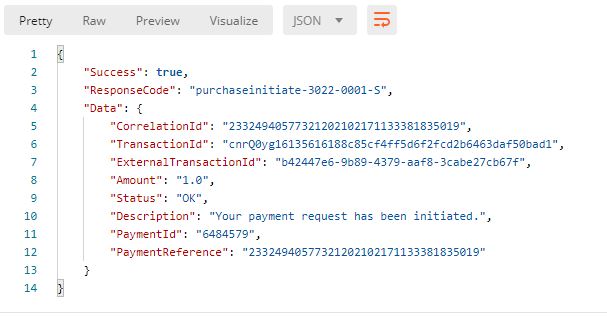 Pretty Raw Preview Visualize JSON
1 {
2 "Success": true,
3 "ResponseCode": "purchaseinitiate-3022-0001-S",
4 "Data": {
5 "CorrelationId": "23324940577321202102171133381835019",
6 "TransactionId": "cnrQ0yg16135616188c85cf4ff5d6f2fcd2b6463daf50bad1",
7 "ExternalTransactionId": "b42447e6-9b89-4379-aaf8-3cabe27cb67f",
8 "Amount": "1.0",
9 "Status": "OK",
10 "Description": "Your payment request has been initiated.",
11 "PaymentId": "6484579",
12 "PaymentReference": "23324940577321202102171133381835019"
13 }
14 }